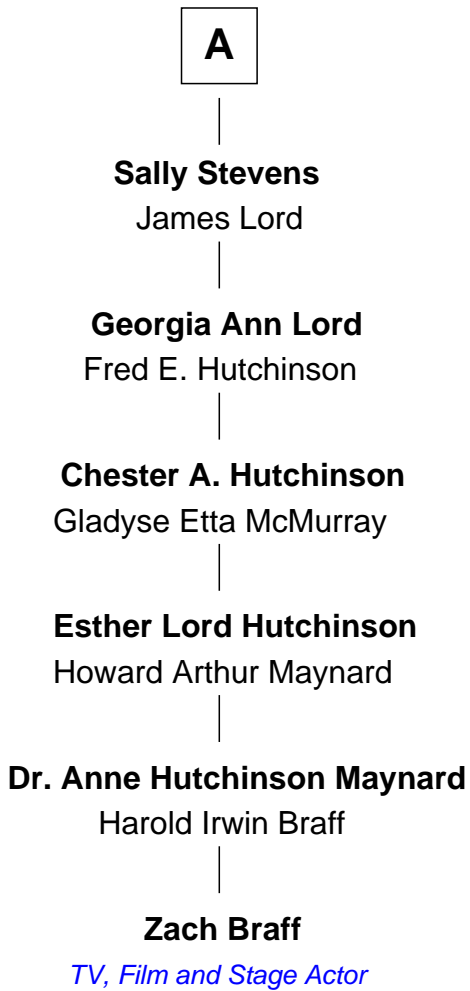 A
Sally Stevens
James Lord
Georgia Ann Lord
Fred E. Hutchinson
Chester A. Hutchinson
Gladyse Etta McMurray
Esther Lord Hutchinson
Howard Arthur Maynard
Dr. Anne Hutchinson Maynard
Harold Irwin Braff
Zach Braff
TV, Film and Stage Actor